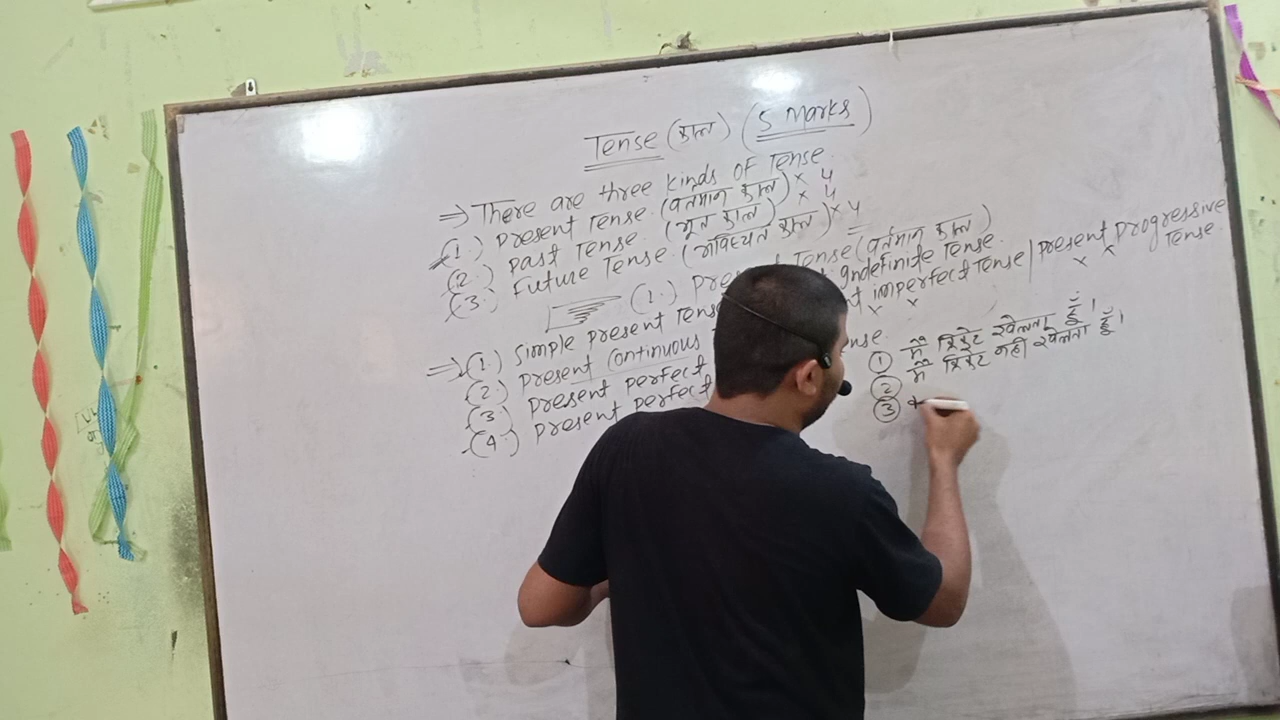 Tense (काल) (5 Marks)
⇒ There are three kinds of Tense.
(1.) Present Tense. (वर्तमान काल) × 4
(2.) Past Tense. (भूत काल) × 4
(3.) Future Tense. (भविष्यत काल) × 4
(1.) Present Tense (वर्तमान काल)
⇒ (1.) Simple Present Tense Indefinite Tense.
(2.) Present Continuous imperfect Tense / Present Progressive Tense.
(3.) Present Perfect
(4.) Present Perfect
① मैं क्रिकेट खेलता हूँ।
② मैं क्रिकेट नहीं खेलता हूँ।
③